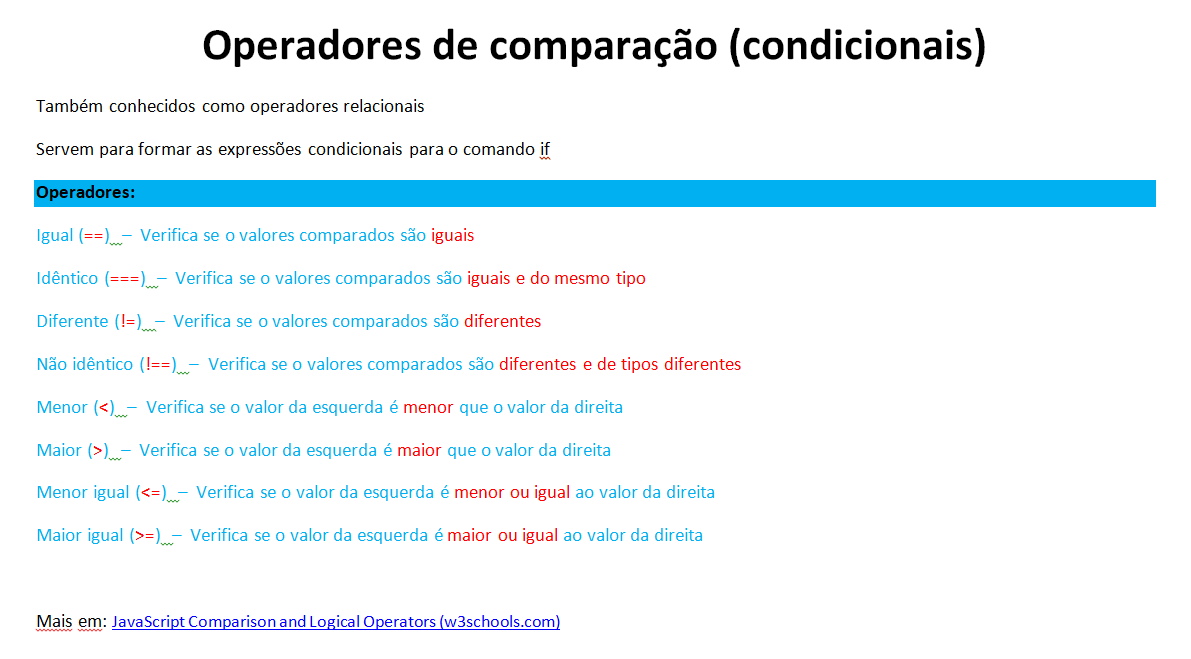 Operadores de comparação (condicionais)
Também conhecidos como operadores relacionais
Servem para formar as expressões condicionais para o comando if
Operadores:
Igual (==) – Verifica se o valores comparados são iguais
Idêntico (===) – Verifica se o valores comparados são iguais e do mesmo tipo
Diferente (!=) – Verifica se o valores comparados são diferentes
Não idêntico (!==) – Verifica se o valores comparados são diferentes e de tipos diferentes
Menor (<) – Verifica se o valor da esquerda é menor que o valor da direita
Maior (>) – Verifica se o valor da esquerda é maior que o valor da direita
Menor igual (<=) – Verifica se o valor da esquerda é menor ou igual ao valor da direita
Maior igual (>=) – Verifica se o valor da esquerda é maior ou igual ao valor da direita
Mais em: JavaScript Comparison and Logical Operators (w3schools.com)